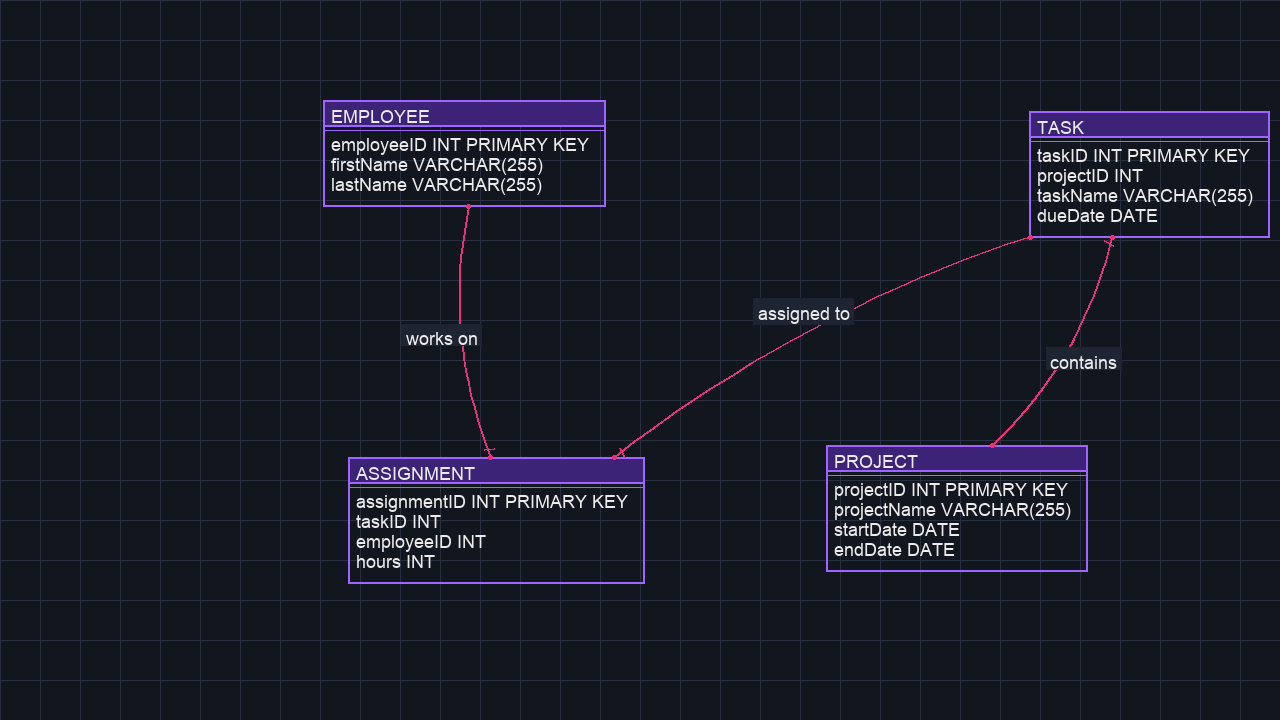 EMPLOYEE
employeeID INT PRIMARY KEY
firstName VARCHAR(255)
lastName VARCHAR(255)
TASK
taskID INT PRIMARY KEY
projectID INT
taskName VARCHAR(255)
dueDate DATE
assigned to
works on
contains
ASSIGNMENT
assignmentID INT PRIMARY KEY
taskID INT
employeeID INT
hours INT
PROJECT
projectID INT PRIMARY KEY
projectName VARCHAR(255)
startDate DATE
endDate DATE